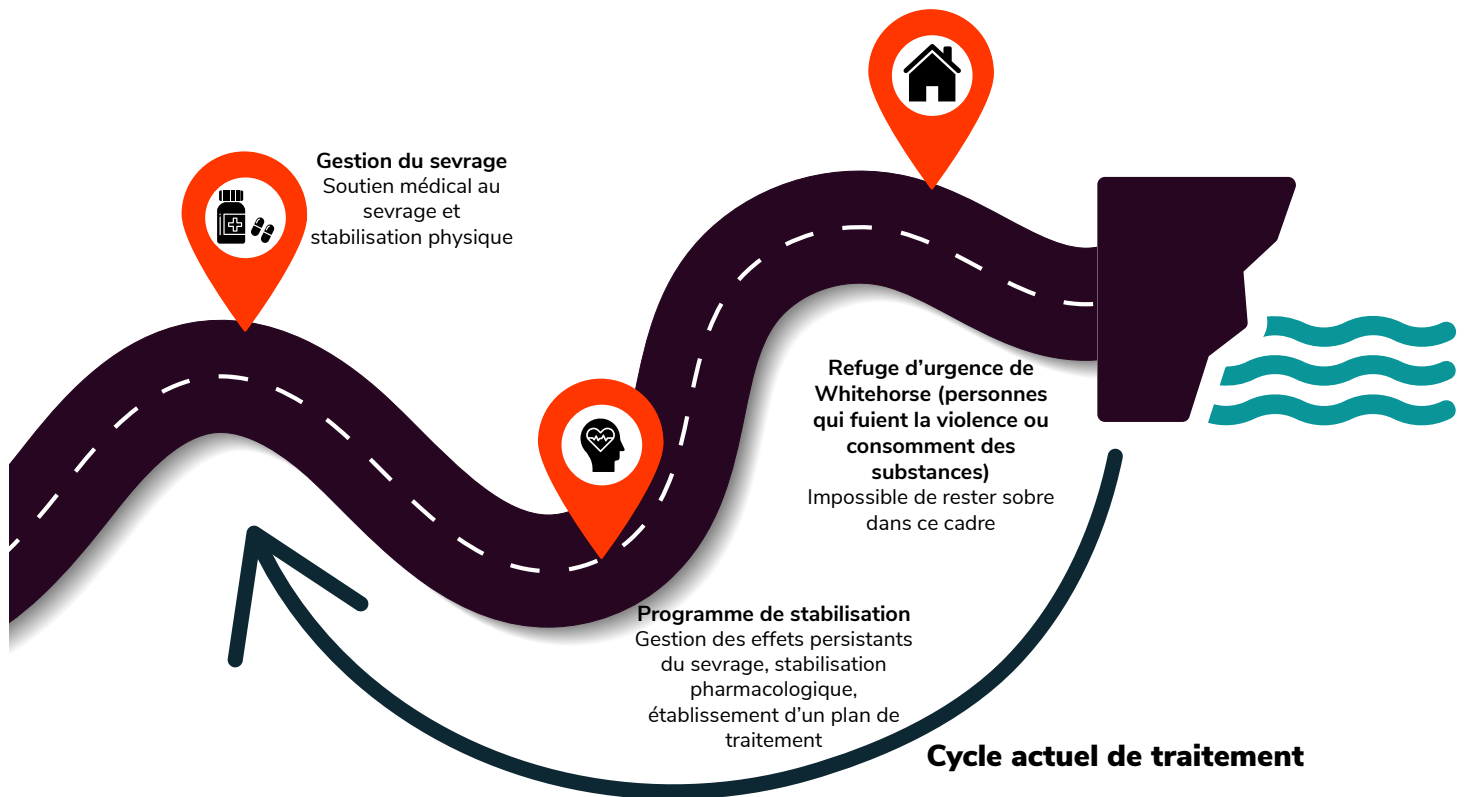 Gestion du sevrage
Soutien médical au
sevrage et
stabilisation physique
Refuge d’urgence de
Whitehorse (personnes
qui fuient la violence ou
consomment des
substances)
Impossible de rester sobre
dans ce cadre
Programme de stabilisation
Gestion des effets persistants
du sevrage, stabilisation
pharmacologique,
établissement d’un plan de
traitement
Cycle actuel de traitement